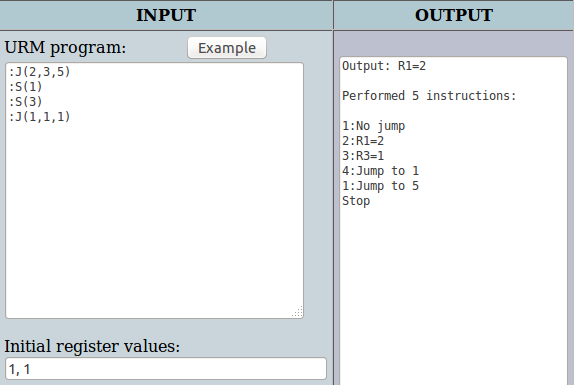 INPUT
URM program:
Example
:J(2,3,5)
:S(1)
:S(3)
:J(1,1,1)
Initial register values:
1, 1
OUTPUT
Output: R1=2
Performed 5 instructions:
1:No jump
2:R1=2
3:R3=1
4:Jump to 1
1:Jump to 5
Stop